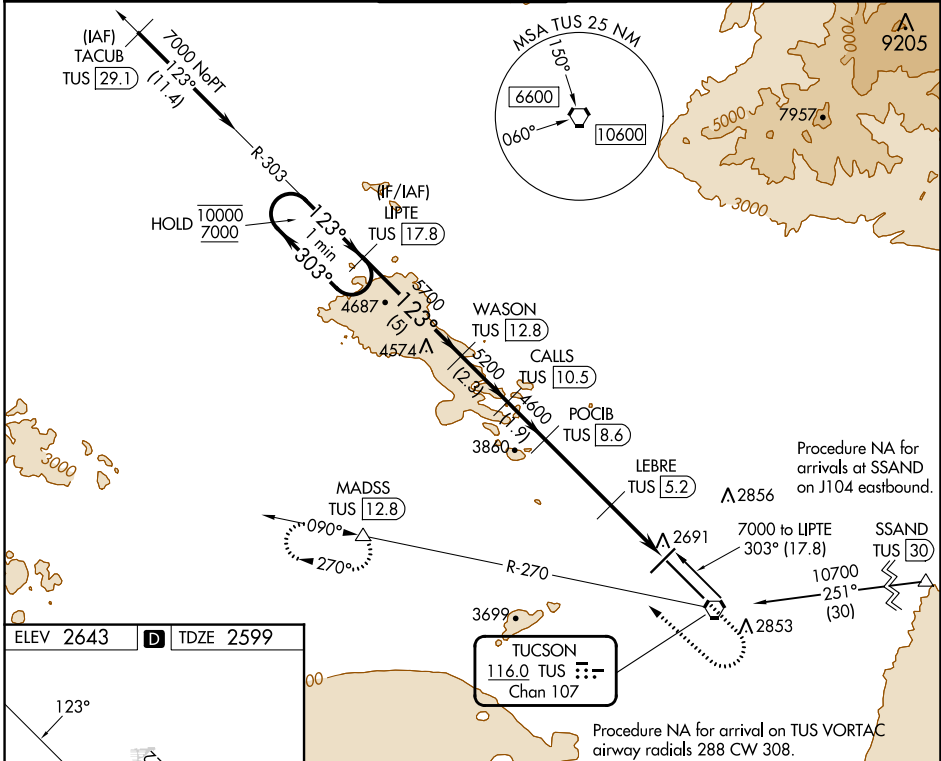 (IAF)
TACUB
TUS 29.1
7000 NoPT
123°
(11.4)
R-303
MSA TUS 25 NM
150°
6600
060°
10600
9205
7000
7957
5000
3000
HOLD 10000
7000
123°
1 min
303°
(IF/IAF)
LIPTE
TUS 17.8
4687
5700
123°
(5)
4574
WASON
TUS 12.8
5200
(2.3)
CALLS
TUS 10.5
4600
(1.9)
POCIB
TUS 8.6
3860
3000
LEBRE
TUS 5.2
2856
Procedure NA for
arrivals at SSAND
on J104 eastbound.
MADSS
TUS 12.8
090°
270°
R-270
2691
7000 to LIPTE
303° (17.8)
SSAND
TUS 30
10700
251°
(30)
3699
2853
TUCSON
116.0 TUS
Chan 107
ELEV 2643 D TDZE 2599
123°
00
Procedure NA for arrival on TUS VORTAC
airway radials 288 CW 308.